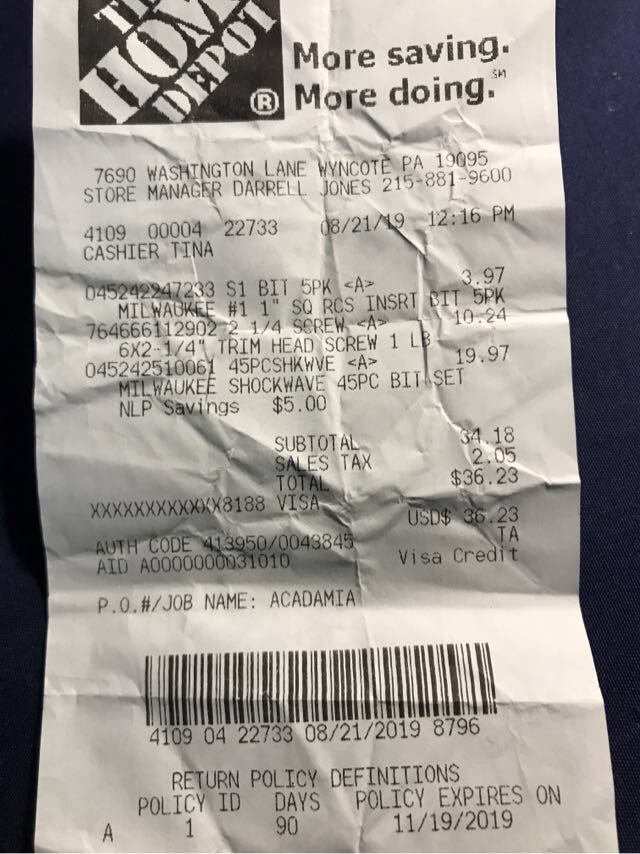 THE
HOME
DEPOT
®
More saving.
More doing.℠
7690 WASHINGTON LANE WYNCOTE PA 19095
STORE MANAGER DARRELL JONES 215-881-9600
4109 00004 22733 08/21/19 12:16 PM
CASHIER TINA
045242247233 S1 BIT 5PK <A> 3.97
MILWAUKEE #1 1" SQ RCS INSRT BIT 5PK
764666112902 2 1/4 SCREW <A> 10.24
6X2-1/4" TRIM HEAD SCREW 1 LB
045242510061 45PCSHKWVE <A> 19.97
MILWAUKEE SHOCKWAVE 45PC BIT SET
NLP Savings $5.00
SUBTOTAL 34.18
SALES TAX 2.05
TOTAL $36.23
XXXXXXXXXXXX8188 VISA
USD$ 36.23
AUTH CODE 413950/0043845 TA
AID A0000000031010 Visa Credit
P.O.#/JOB NAME: ACADAMIA
4109 04 22733 08/21/2019 8796
RETURN POLICY DEFINITIONS
POLICY ID DAYS POLICY EXPIRES ON
A 1 90 11/19/2019